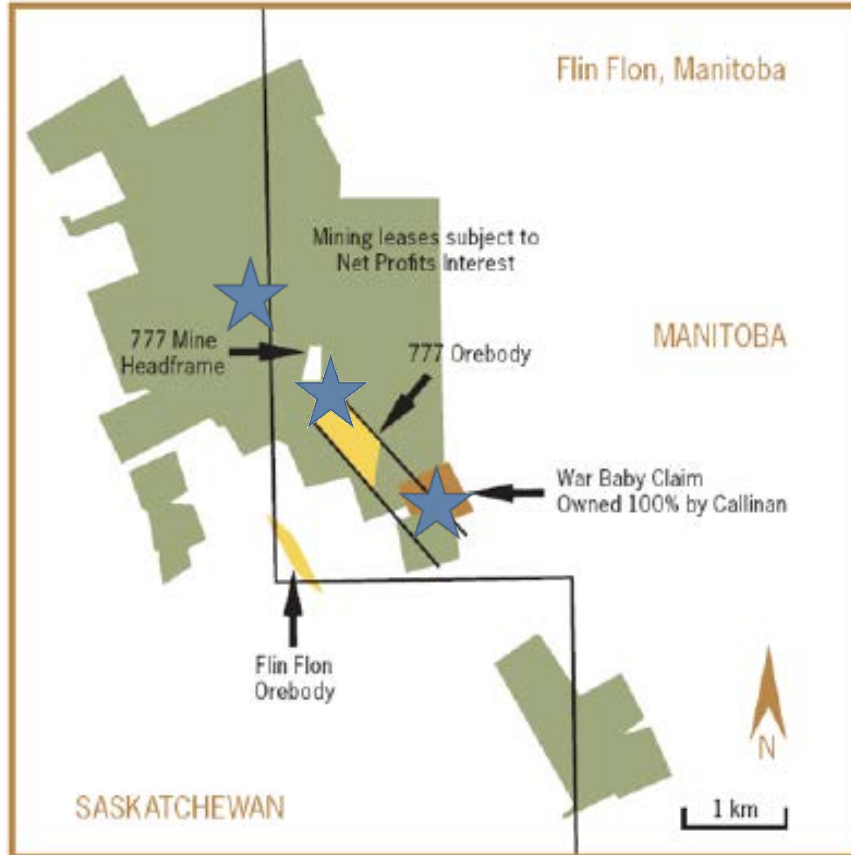 Flin Flon, Manitoba
Mining leases subject to
Net Profits Interest
777 Mine
Headframe
777 Orebody
MANITOBA
War Baby Claim
Owned 100% by Callinan
Flin Flon
Orebody
N
SASKATCHEWAN
1 km